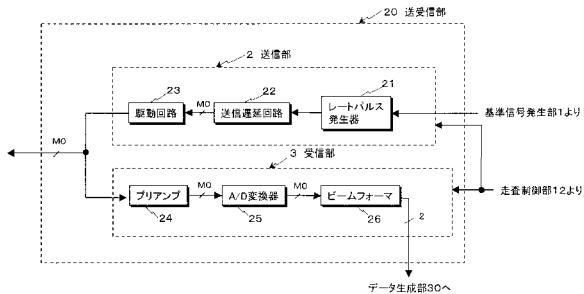 20 送受信部
2 送信部
23
22
21
駆動回路
M0
送信遅延回路
レートパルス
発生器
基準信号発生部1より
M0
3 受信部
走査制御部12より
プリアンプ
M0
A/D変換器
M0
ビームフォーマ
24
25
26
2
データ生成部30へ